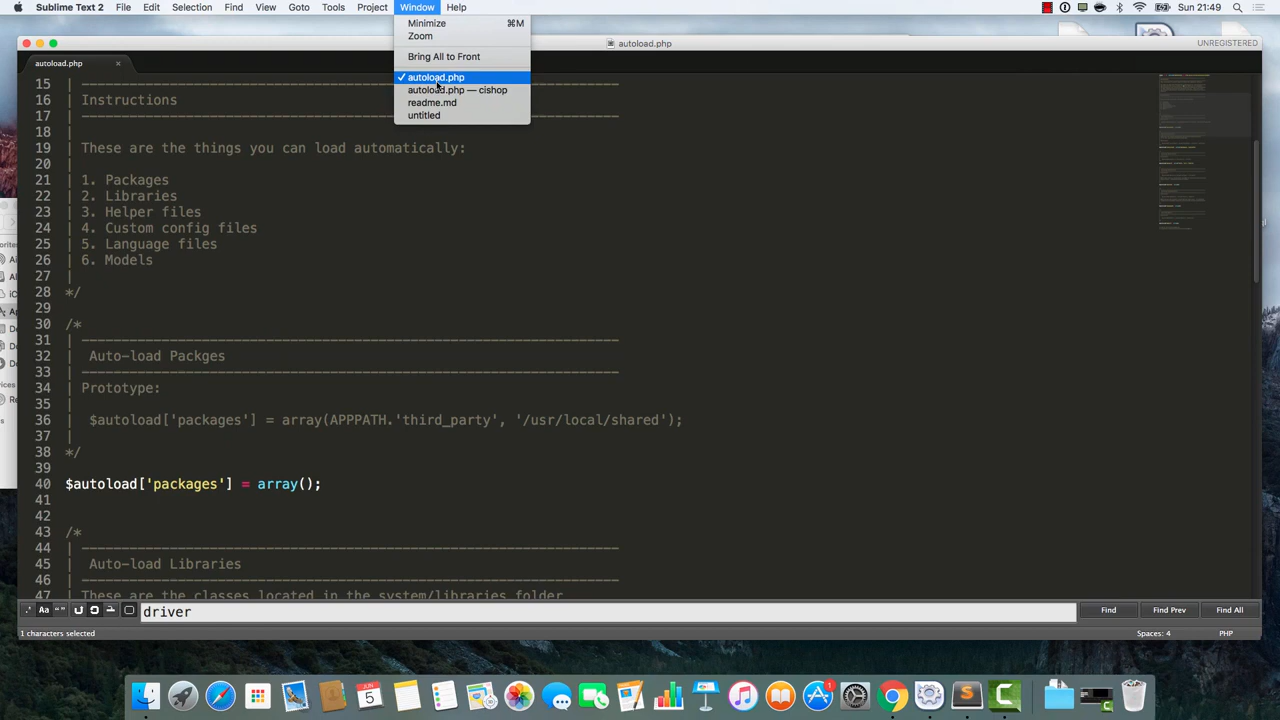 Sublime Text 2 File Edit Selection Find View Goto Tools Project Window Help Sun 21:49
Minimize ⌘M
Zoom
Bring All to Front
✓ autoload.php
autoload.php — cishop
readme.md
untitled
autoload.php UNREGISTERED
autoload.php ×
15 | --------------------------------------------------------------------
16 | Instructions
17 | --------------------------------------------------------------------
18 |
19 | These are the things you can load automatically:
20 |
21 | 1. Packages
22 | 2. Libraries
23 | 3. Helper files
24 | 4. Custom config files
25 | 5. Language files
26 | 6. Models
27 |
28 */
29
30 /*
31 | --------------------------------------------------------------------
32 |  Auto-load Packges
33 | --------------------------------------------------------------------
34 | Prototype:
35 |
36 |  $autoload['packages'] = array(APPPATH.'third_party', '/usr/local/shared');
37 |
38 */
39
40 $autoload['packages'] = array();
41
42
43 /*
44 | --------------------------------------------------------------------
45 |  Auto-load Libraries
46 | --------------------------------------------------------------------
47 | These are the classes located in the system/libraries folder
.* Aa “” driver Find Find Prev Find All
1 characters selected Spaces: 4 PHP
5
1